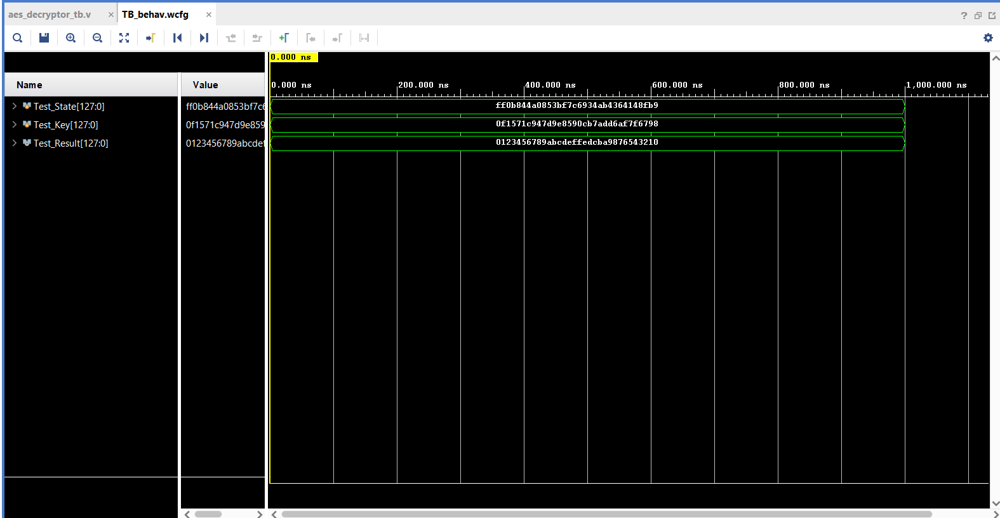 aes_decryptor_tb.v × TB_behav.wcfg ×
?
0.000 ns
Name Value
0.000 ns 200.000 ns 400.000 ns 600.000 ns 800.000 ns 1,000.000 ns
Test_State[127:0] ff0b844a0853bf7c6 ff0b844a0853bf7c6934ab4364148fb9
Test_Key[127:0] 0f1571c947d9e859 0f1571c947d9e8590cb7add6af7f6798
Test_Result[127:0] 0123456789abcdef 0123456789abcdeffedcba9876543210